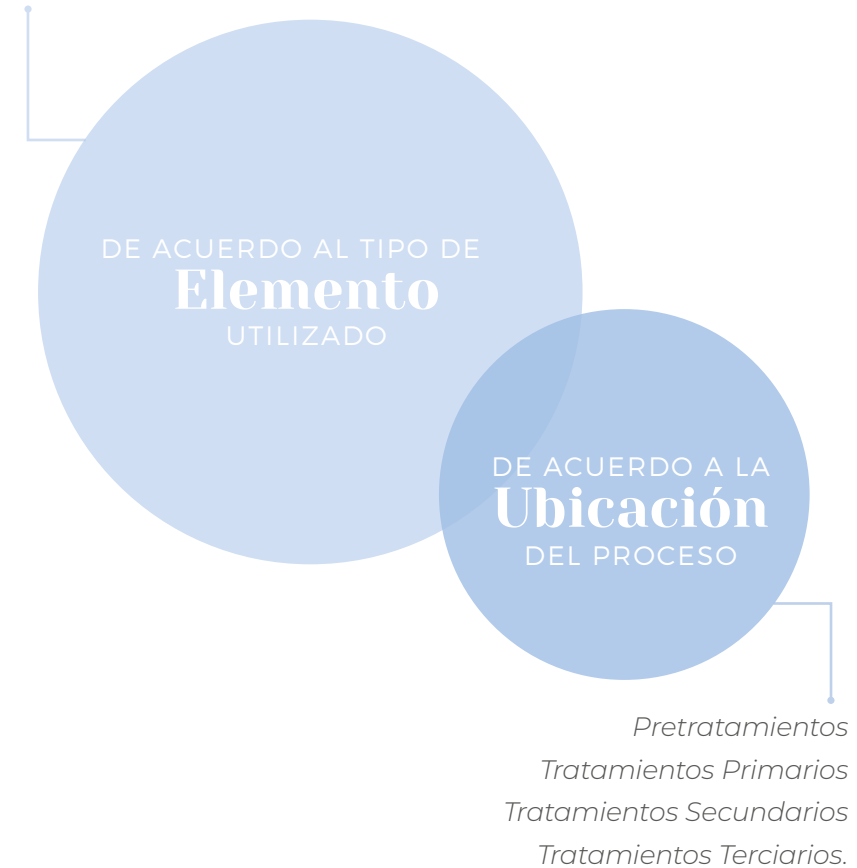 DE ACUERDO AL TIPO DE
Elemento
UTILIZADO
DE ACUERDO A LA
Ubicación
DEL PROCESO
Pretratamientos
Tratamientos Primarios
Tratamientos Secundarios
Tratamientos Terciarios.